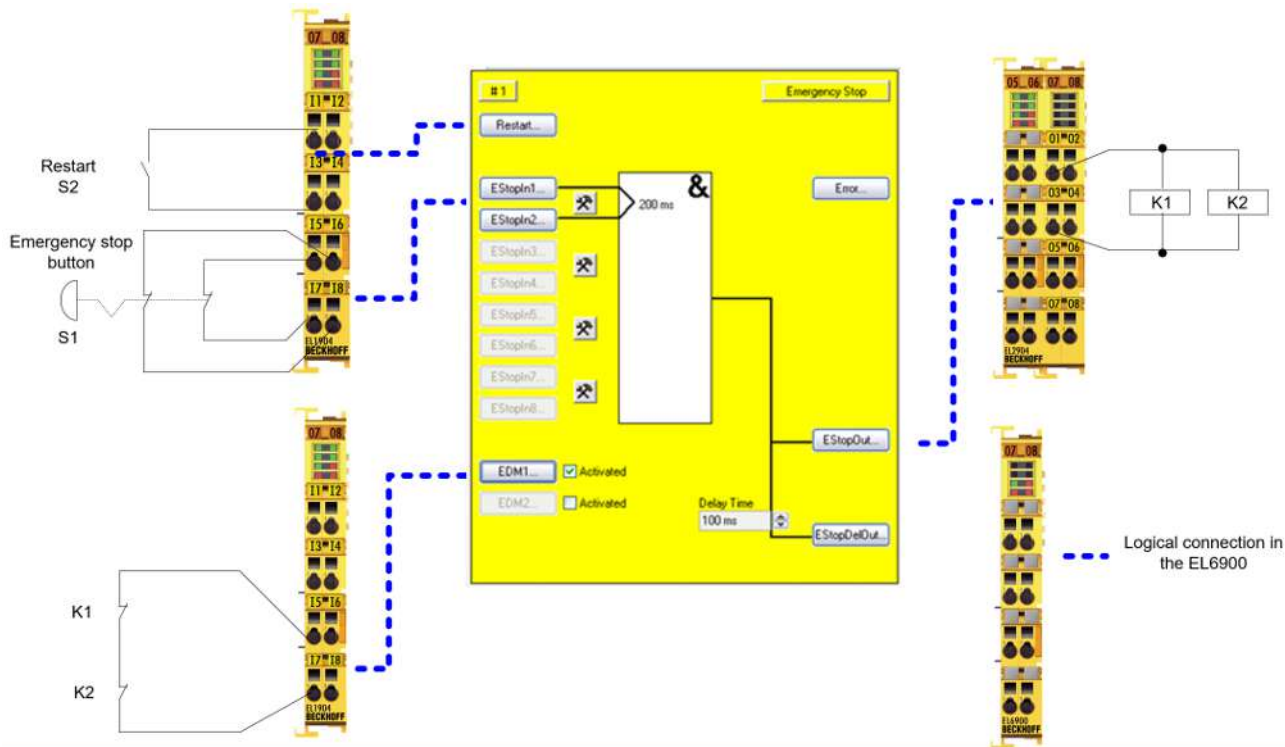 07 08
I1 I2
I3 I4
I5 I6
I7 I8
EL1904
BECKHOFF
Restart
S2
Emergency stop
button
S1
07 08
I1 I2
I3 I4
I5 I6
I7 I8
EL1904
BECKHOFF
K1
K2
#1
Emergency Stop
Restart...
EStopIn1...
EStopIn2...
EStopIn3...
EStopIn4...
EStopIn5...
EStopIn6...
EStopIn7...
EStopIn8...
&
200 ms
Error...
EStopOut...
EDM1...
Activated
EDM2...
Activated
Delay Time
100 ms
EStopDelOut...
05 06 07 08
01 02
03 04
05 06
07 08
EL2904
BECKHOFF
K1
K2
07 08
EL6900
BECKHOFF
Logical connection in
the EL6900